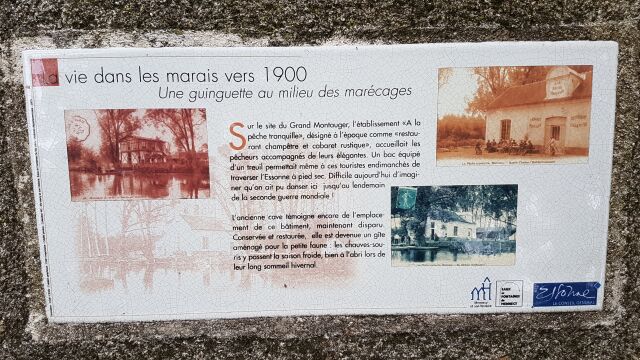 La vie dans les marais vers 1900
Une guinguette au milieu des marécages
Sur le site du Grand Montauger, l'établissement «A la
pêche tranquille», désigné à l'époque comme «restau-
rant champêtre et cabaret rustique», accueillait les
pêcheurs accompagnés de leurs élégantes. Un bac équipé
d'un treuil permettait même à ces touristes endimanchés de
traverser l'Essonne à pied sec. Difficile aujourd'hui d'imagi-
ner qu'on ait pu danser ici jusqu'au lendemain
de la seconde guerre mondiale !
L'ancienne cave témoigne encore de l'emplace-
ment de ce bâtiment, maintenant disparu.
Conservée et restaurée, elle est devenue un gîte
aménagé pour la petite faune : les chauves-sou-
ris y passent la saison froide, bien à l'abri lors de
leur long sommeil hivernal.
Essonne
LE CONSEIL GENERAL